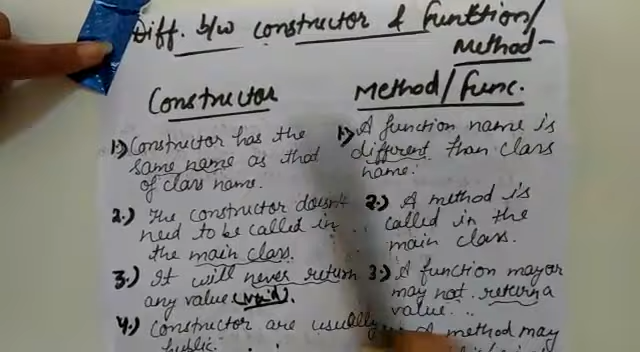 Diff. b/w constructor & function/
Method-
Constructor
1.) Constructor has the
same name as that
of class name.
2.) The constructor doesn't
need to be called in
the main class.
3.) It will never return
any value (void).
4.) Constructor are usually
public.
Method/Func.
1.) A function name is
different than class
name.
2.) A method is
called in the
main class.
3.) A function may or
may not return a
value...
A method may